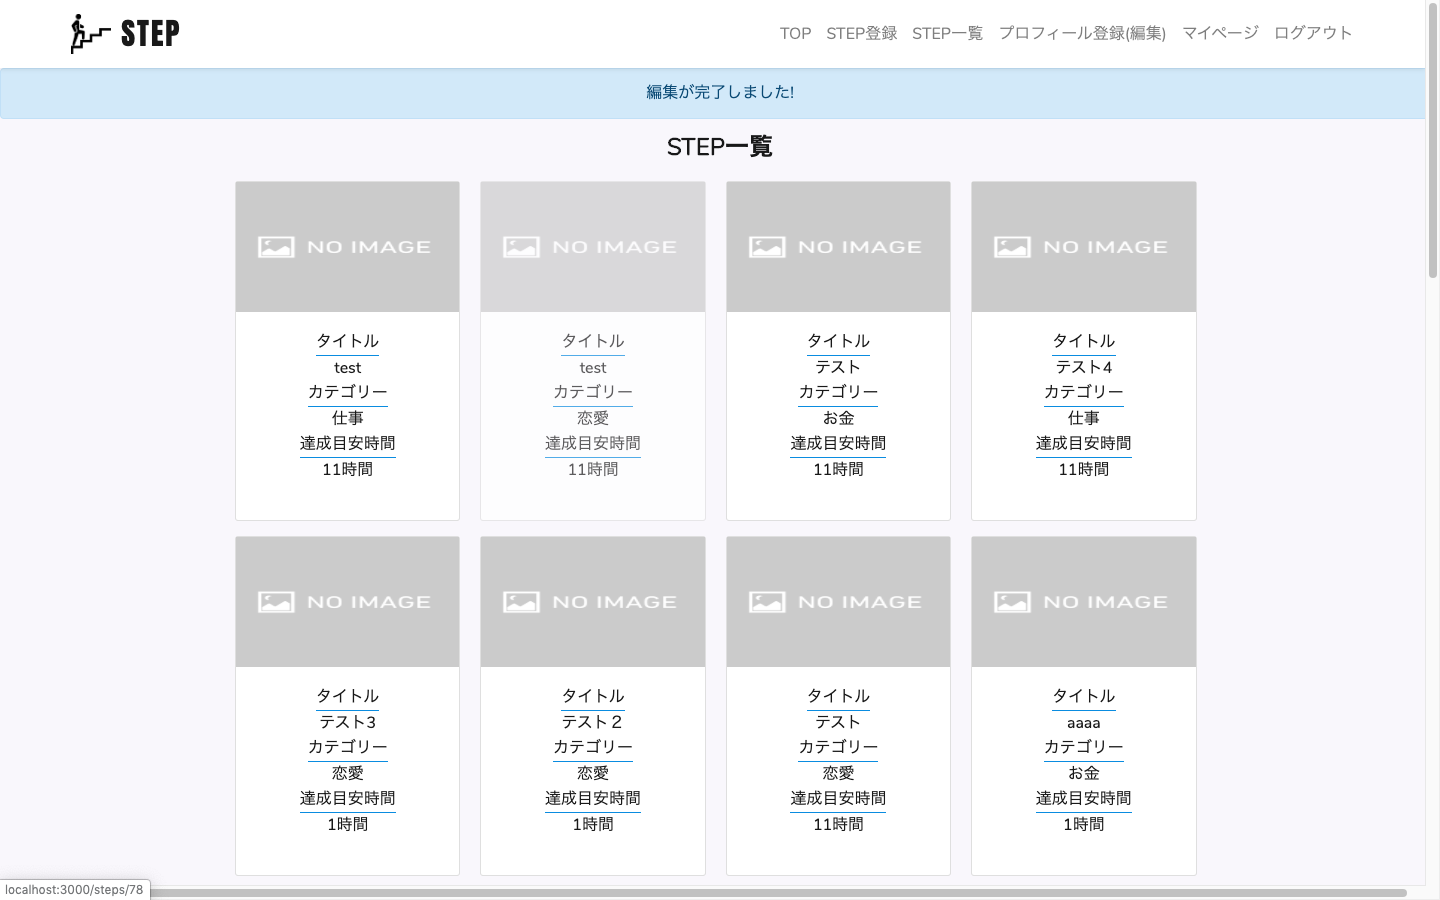 STEP
TOP STEP登録 STEP一覧 プロフィール登録(編集) マイページ ログアウト
編集が完了しました!
STEP一覧
NO IMAGE
タイトル
test
カテゴリー
仕事
達成目安時間
11時間
NO IMAGE
タイトル
test
カテゴリー
恋愛
達成目安時間
11時間
NO IMAGE
タイトル
テスト
カテゴリー
お金
達成目安時間
11時間
NO IMAGE
タイトル
テスト4
カテゴリー
仕事
達成目安時間
11時間
NO IMAGE
タイトル
テスト3
カテゴリー
恋愛
達成目安時間
1時間
NO IMAGE
タイトル
テスト２
カテゴリー
恋愛
達成目安時間
1時間
NO IMAGE
タイトル
テスト
カテゴリー
恋愛
達成目安時間
11時間
NO IMAGE
タイトル
aaaa
カテゴリー
お金
達成目安時間
1時間
localhost:3000/steps/78